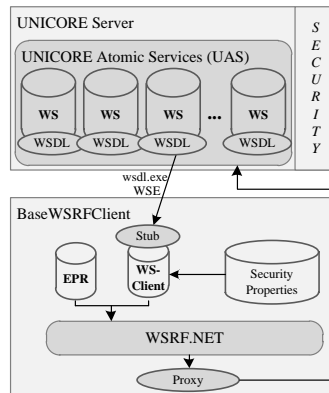 UNICORE Server
UNICORE Atomic Services (UAS)
WS WS WS ... WS
WSDL WSDL WSDL WSDL
SECURITY
wsdl.exe
WSE
BaseWSRFClient
Stub
EPR
WS-
Client
Security
Properties
WSRF.NET
Proxy